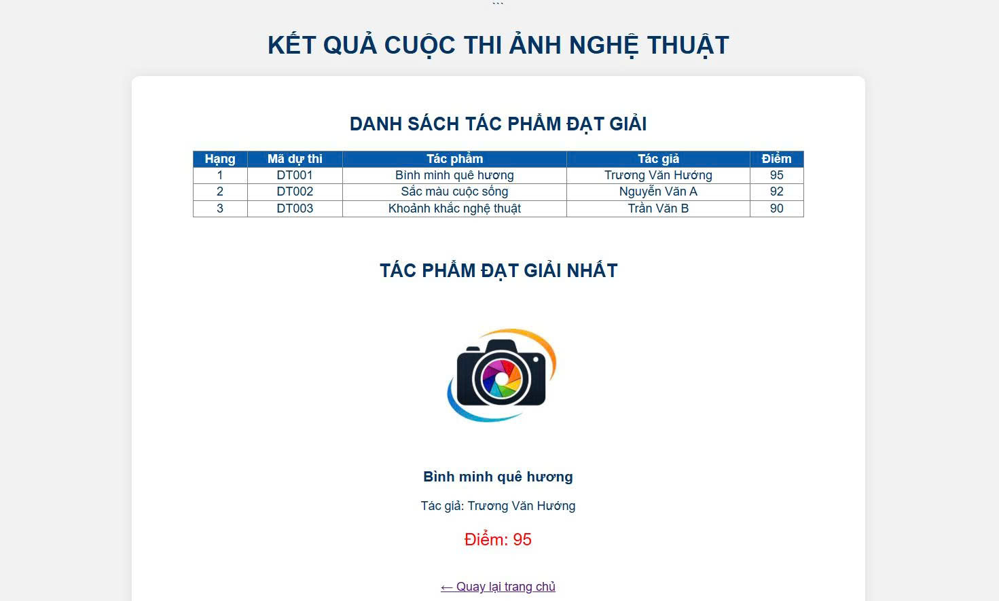 ```
KẾT QUẢ CUỘC THI ẢNH NGHỆ THUẬT
DANH SÁCH TÁC PHẨM ĐẠT GIẢI
Hạng Mã dự thi Tác phẩm Tác giả Điểm
1 DT001 Bình minh quê hương Trương Văn Hướng 95
2 DT002 Sắc màu cuộc sống Nguyễn Văn A 92
3 DT003 Khoảnh khắc nghệ thuật Trần Văn B 90
TÁC PHẨM ĐẠT GIẢI NHẤT
Bình minh quê hương
Tác giả: Trương Văn Hướng
Điểm: 95
← Quay lại trang chủ